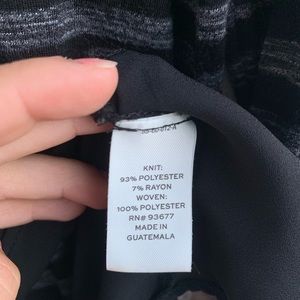 KNIT:
93% POLYESTER
7% RAYON
WOVEN:
100% POLYESTER
RN# 93677
MADE IN
GUATEMALA